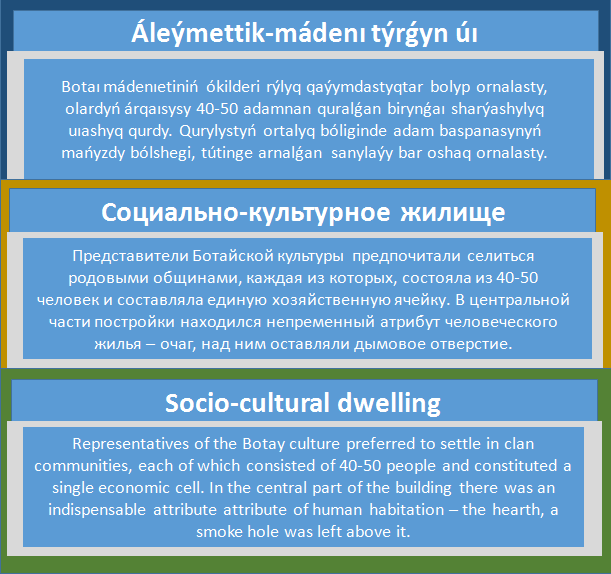 Áleýmettik-mádenı týrǵyn úı
Botaı mádenıetiniń ókilderi rýlyq qaýymdastyqtar bolyp ornalasty,
olardyń árqaısysy 40-50 adamnan quralǵan birynǵaı sharýashylyq
uıashyq qurdy. Qurylystyń ortalyq bóliginde adam baspanasynyń
mańyzdy bólshegi, tútinge arnalǵan sanylaýy bar oshaq ornalasty.
Социально-культурное жилище
Представители Ботайской культуры предпочитали селиться
родовыми общинами, каждая из которых, состояла из 40-50
человек и составляла единую хозяйственную ячейку. В центральной
части постройки находился непременный атрибут человеческого
жилья – очаг, над ним оставляли дымовое отверстие.
Socio-cultural dwelling
Representatives of the Botay culture preferred to settle in clan
communities, each of which consisted of 40-50 people and constituted a
single economic cell. In the central part of the building there was an
indispensable attribute attribute of human habitation – the hearth, a
smoke hole was left above it.